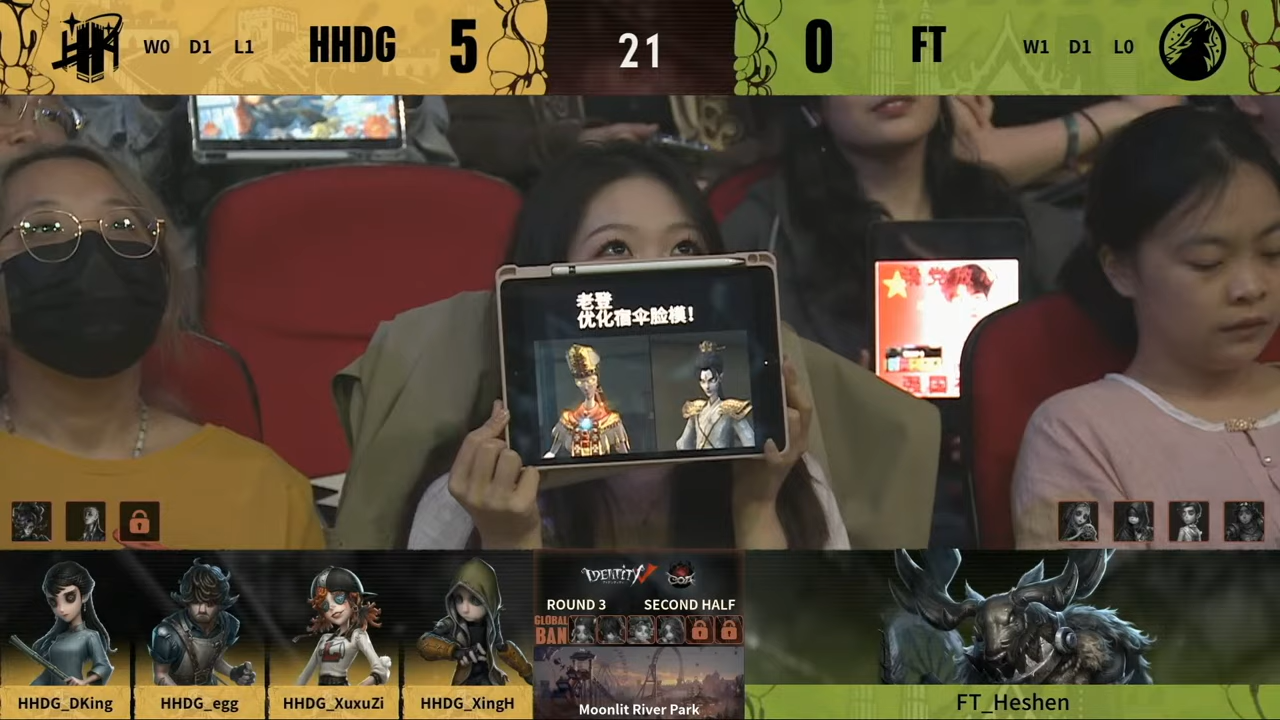 W0 D1 L1
HHDG
5
21
0
FT
W1 D1 L0
老登
优化宿伞脸模!
IDENTITY V
ROUND 3
SECOND HALF
GLOBAL
BAN
Moonlit River Park
HHDG_DKing
HHDG_egg
HHDG_XuxuZi
HHDG_XingH
FT_Heshen